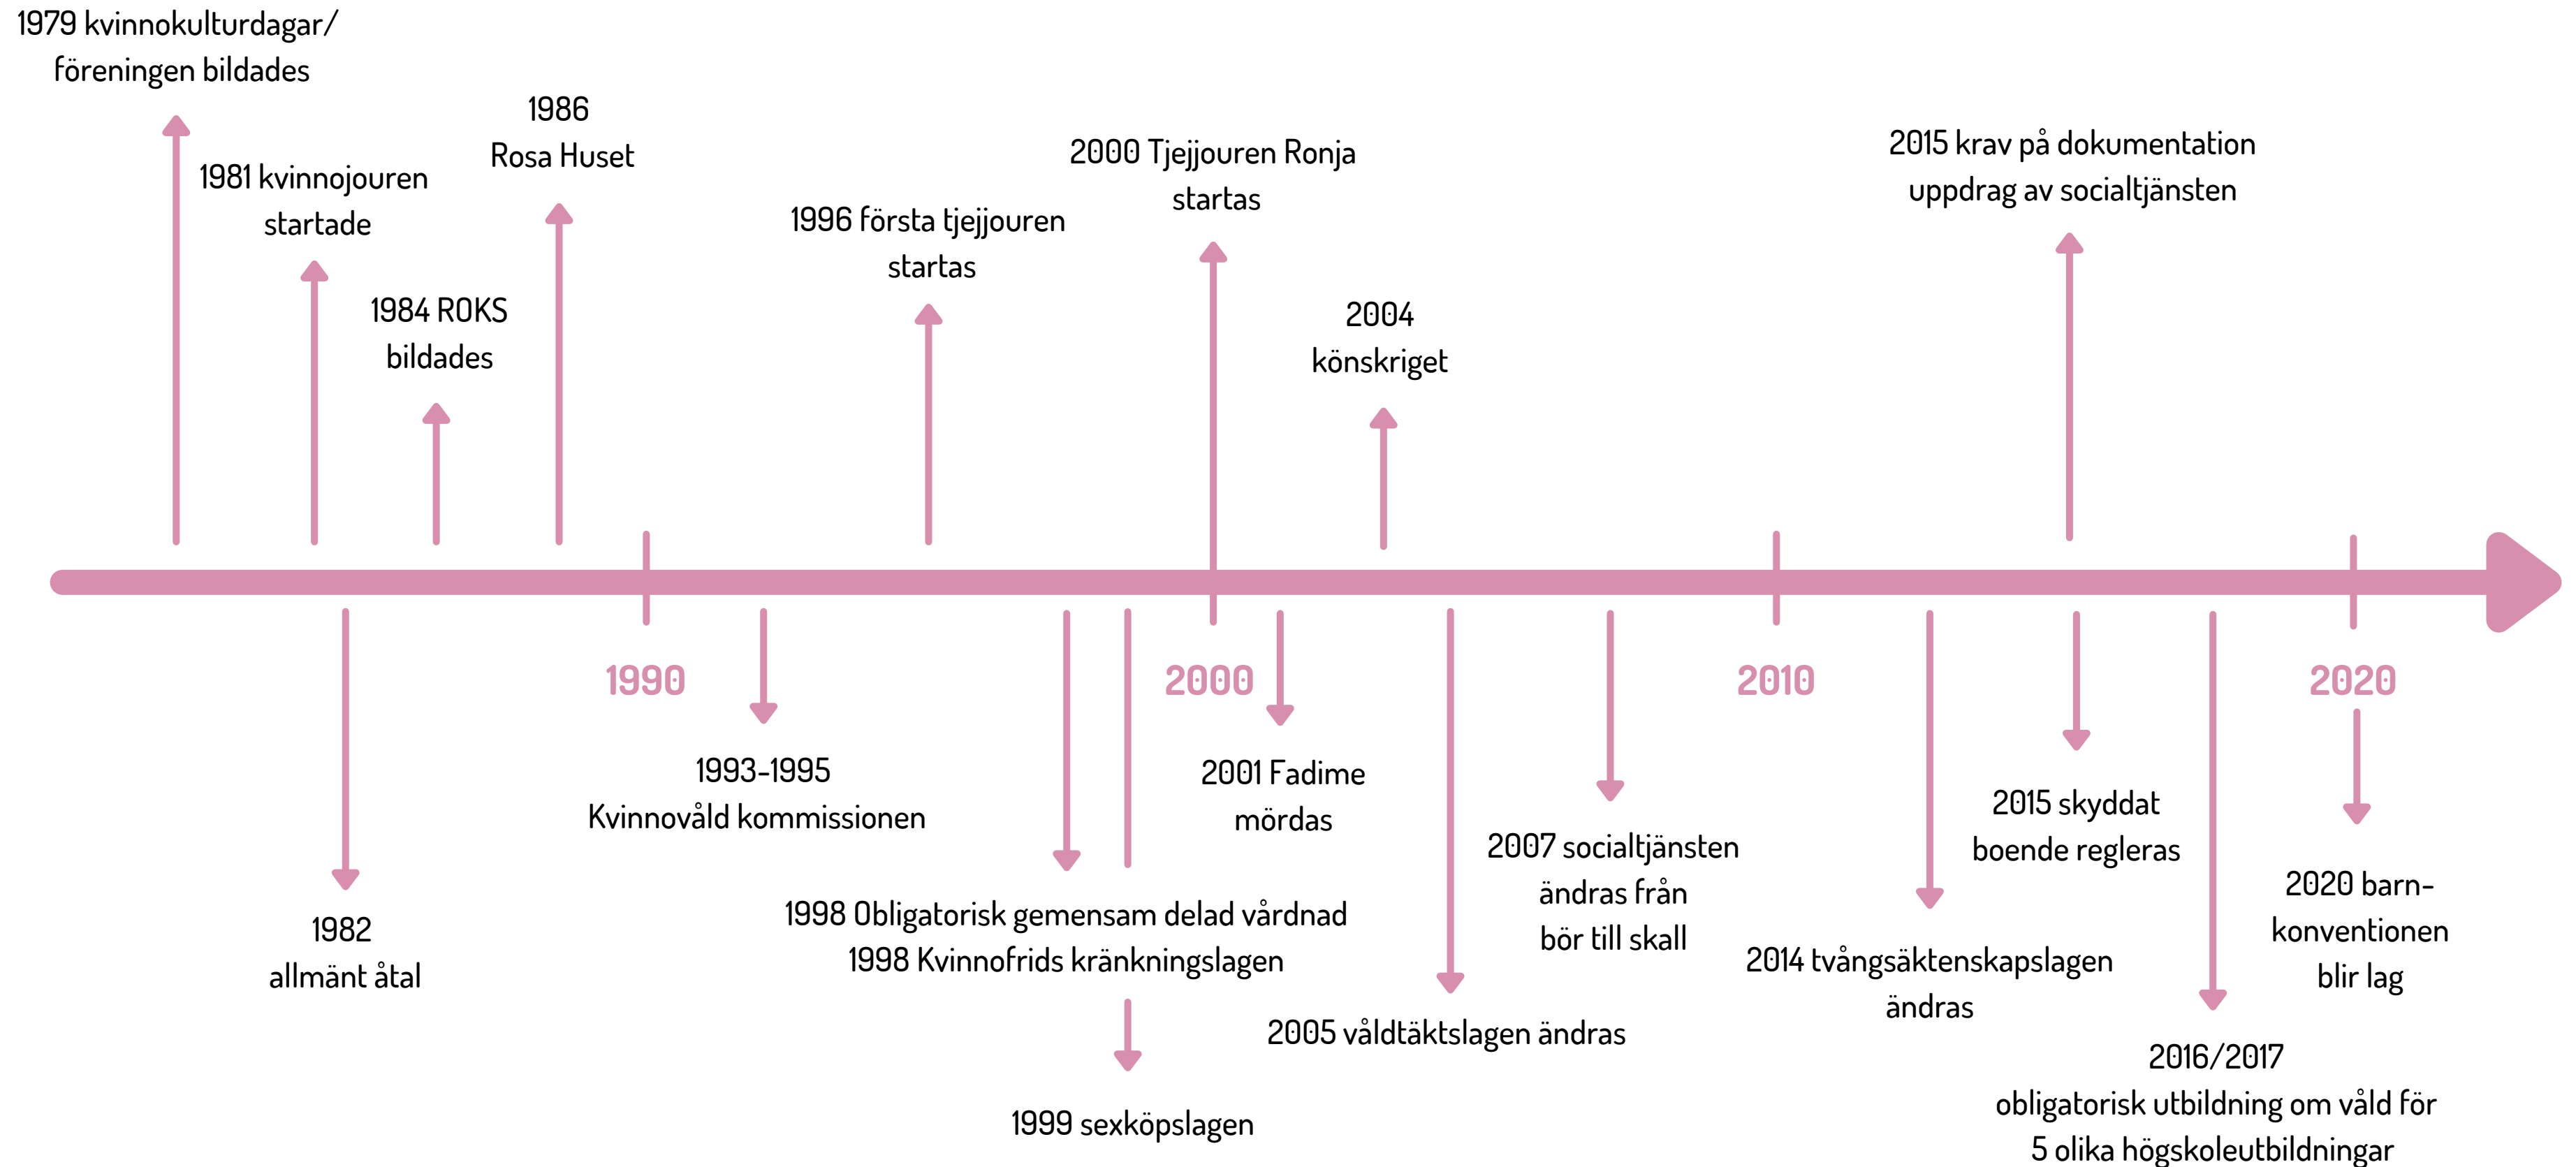 1979 kvinnokulturdagar/
föreningen bildades
1981 kvinnojouren
startade
1984 ROKS
bildades
1986
Rosa Huset
1996 första tjejjouren
startas
2000 Tjejjouren Ronja
startas
2004
könskriget
2015 krav på dokumentation
uppdrag av socialtjänsten
1990
2000
2010
2020
1982
allmänt åtal
1993-1995
Kvinnovåld kommissionen
1998 Obligatorisk gemensam delad vårdnad
1998 Kvinnofrids kränkningslagen
1999 sexköpslagen
2001 Fadime
mördas
2005 våldtäktslagen ändras
2007 socialtjänsten
ändras från
bör till skall
2014 tvångsäktenskapslagen
ändras
2015 skyddat
boende regleras
2016/2017
obligatorisk utbildning om våld för
5 olika högskoleutbildningar
2020 barn-
konventionen
blir lag